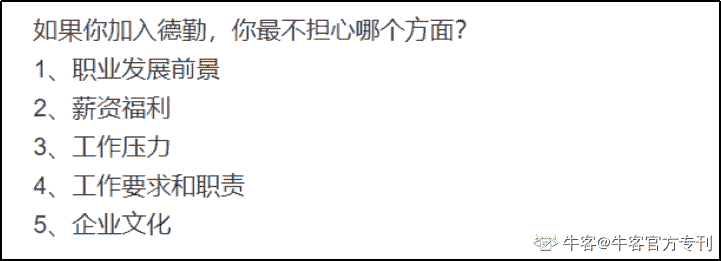 如果你加入德勤，你最不担心哪个方面？
1、职业发展前景
2、薪资福利
3、工作压力
4、工作要求和职责
5、企业文化
牛客@牛客官方专刊